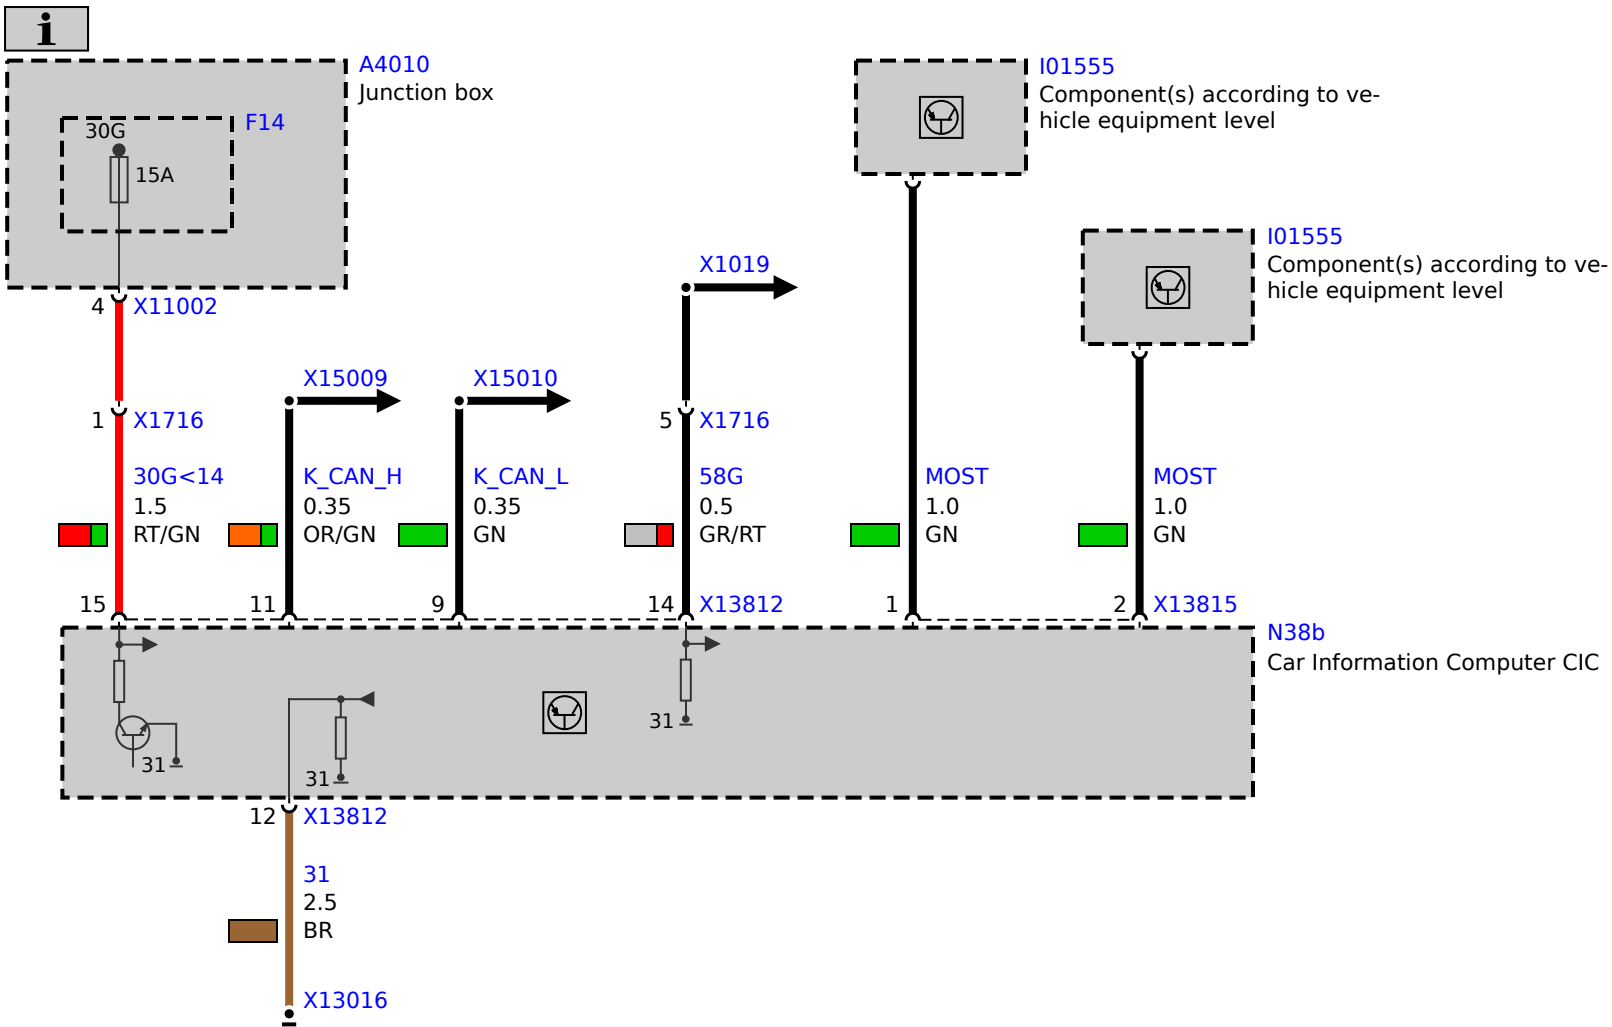 i
A4010
Junction box
F14
30G
15A
I01555
Component(s) according to ve-
hicle equipment level
I01555
Component(s) according to ve-
hicle equipment level
X1019
4 X11002
X15009
X15010
1 X1716
5 X1716
30G<14
1.5
RT/GN
K_CAN_H
0.35
OR/GN
K_CAN_L
0.35
GN
58G
0.5
GR/RT
MOST
1.0
GN
MOST
1.0
GN
15
11
9
14 X13812
1
2 X13815
N38b
Car Information Computer CIC
31
31
31
12 X13812
31
2.5
BR
X13016